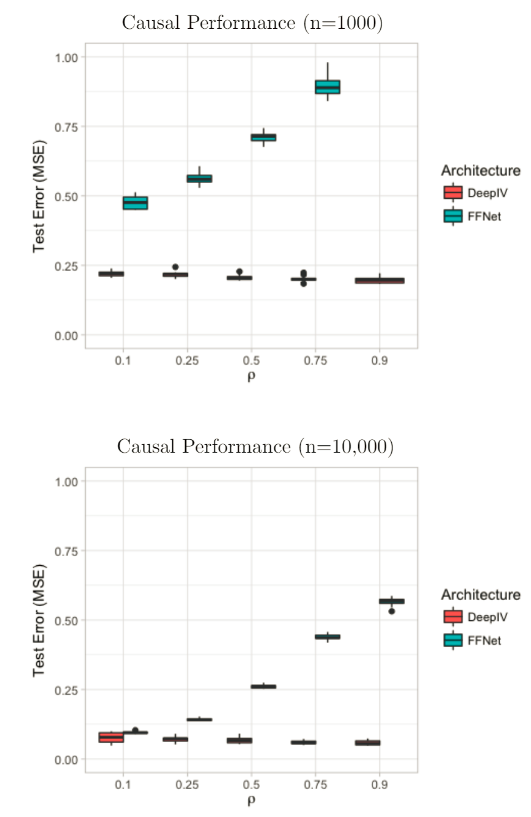 Causal Performance (n=1000)
Test Error (MSE)
1.00
0.75
0.50
0.25
0.00
0.1 0.25 0.5 0.75 0.9
ρ
Architecture
DeepIV
FFNet
Causal Performance (n=10,000)
Test Error (MSE)
1.00
0.75
0.50
0.25
0.00
0.1 0.25 0.5 0.75 0.9
ρ
Architecture
DeepIV
FFNet